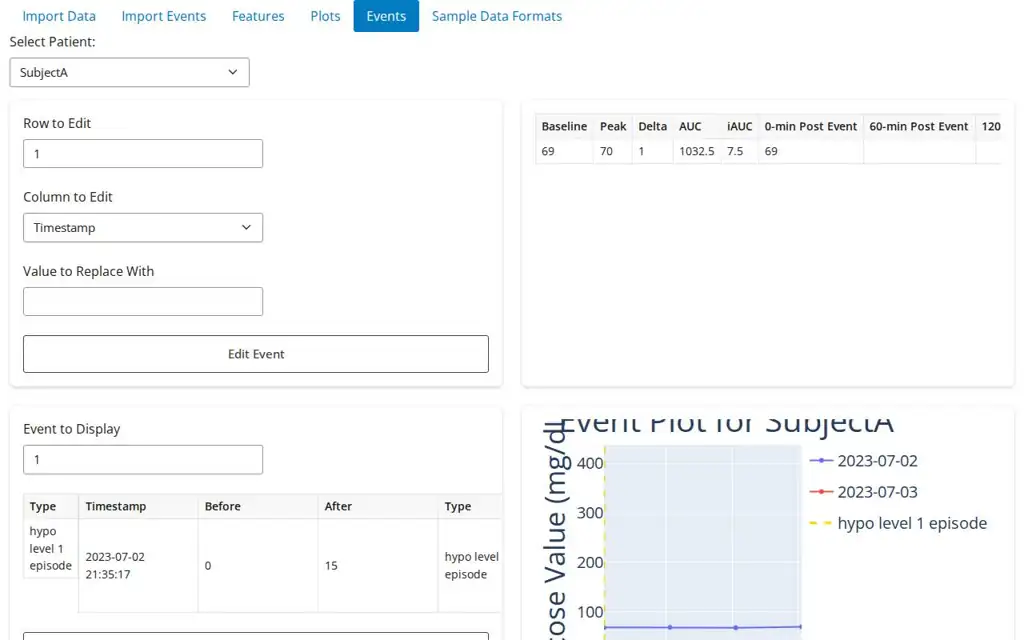 Import Data Import Events Features Plots Events Sample Data Formats
Select Patient:
SubjectA
Row to Edit
1
Column to Edit
Timestamp
Value to Replace With
Edit Event
Baseline Peak Delta AUC iAUC 0-min Post Event 60-min Post Event 120
69 70 1 1032.5 7.5 69
Event to Display
1
Type Timestamp Before After Type
hypo
level 1
episode
2023-07-02
21:35:17
0
15
hypo level
episode
Event Plot for SubjectA
cose Value (mg/dL
400
300
200
100
2023-07-02
2023-07-03
hypo level 1 episode